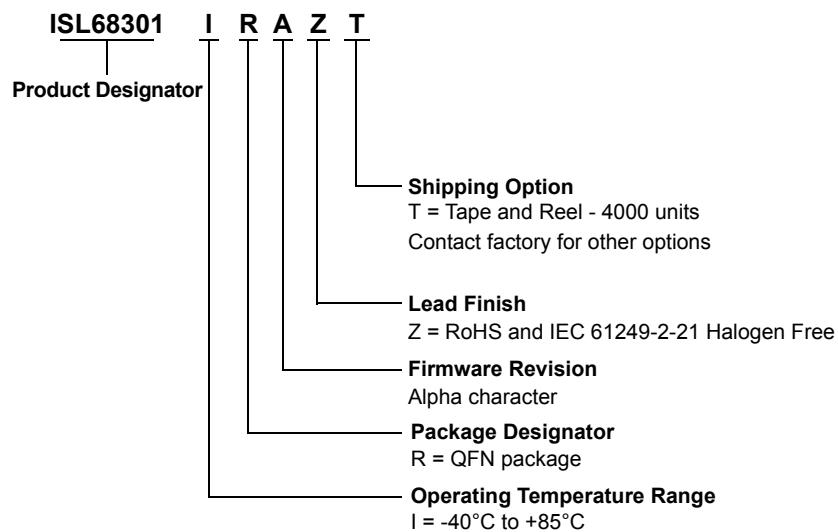 ISL68301 I R A Z T
Product Designator
Shipping Option
T = Tape and Reel - 4000 units
Contact factory for other options
Lead Finish
Z = RoHS and IEC 61249-2-21 Halogen Free
Firmware Revision
Alpha character
Package Designator
R = QFN package
Operating Temperature Range
I = -40°C to +85°C